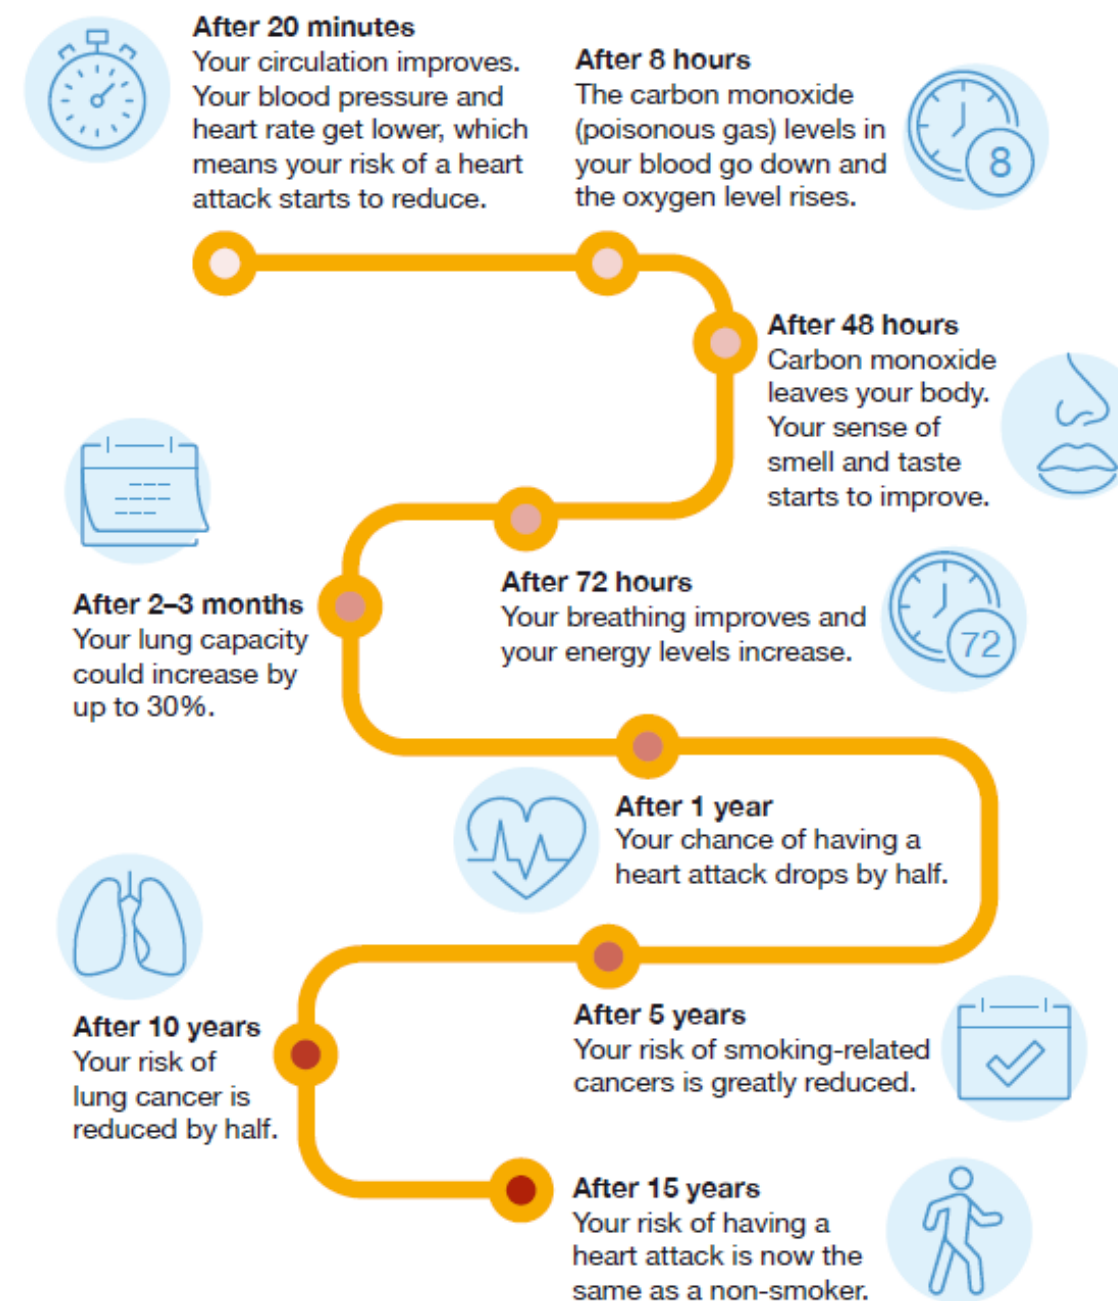 After 20 minutes
Your circulation improves.
Your blood pressure and
heart rate get lower, which
means your risk of a heart
attack starts to reduce.
After 8 hours
The carbon monoxide
(poisonous gas) levels in
your blood go down and
the oxygen level rises.
8
After 48 hours
Carbon monoxide
leaves your body.
Your sense of
smell and taste
starts to improve.
After 72 hours
Your breathing improves and
your energy levels increase.
72
After 2–3 months
Your lung capacity
could increase by
up to 30%.
After 1 year
Your chance of having a
heart attack drops by half.
After 5 years
Your risk of smoking-related
cancers is greatly reduced.
After 10 years
Your risk of
lung cancer is
reduced by half.
After 15 years
Your risk of having a
heart attack is now the
same as a non-smoker.